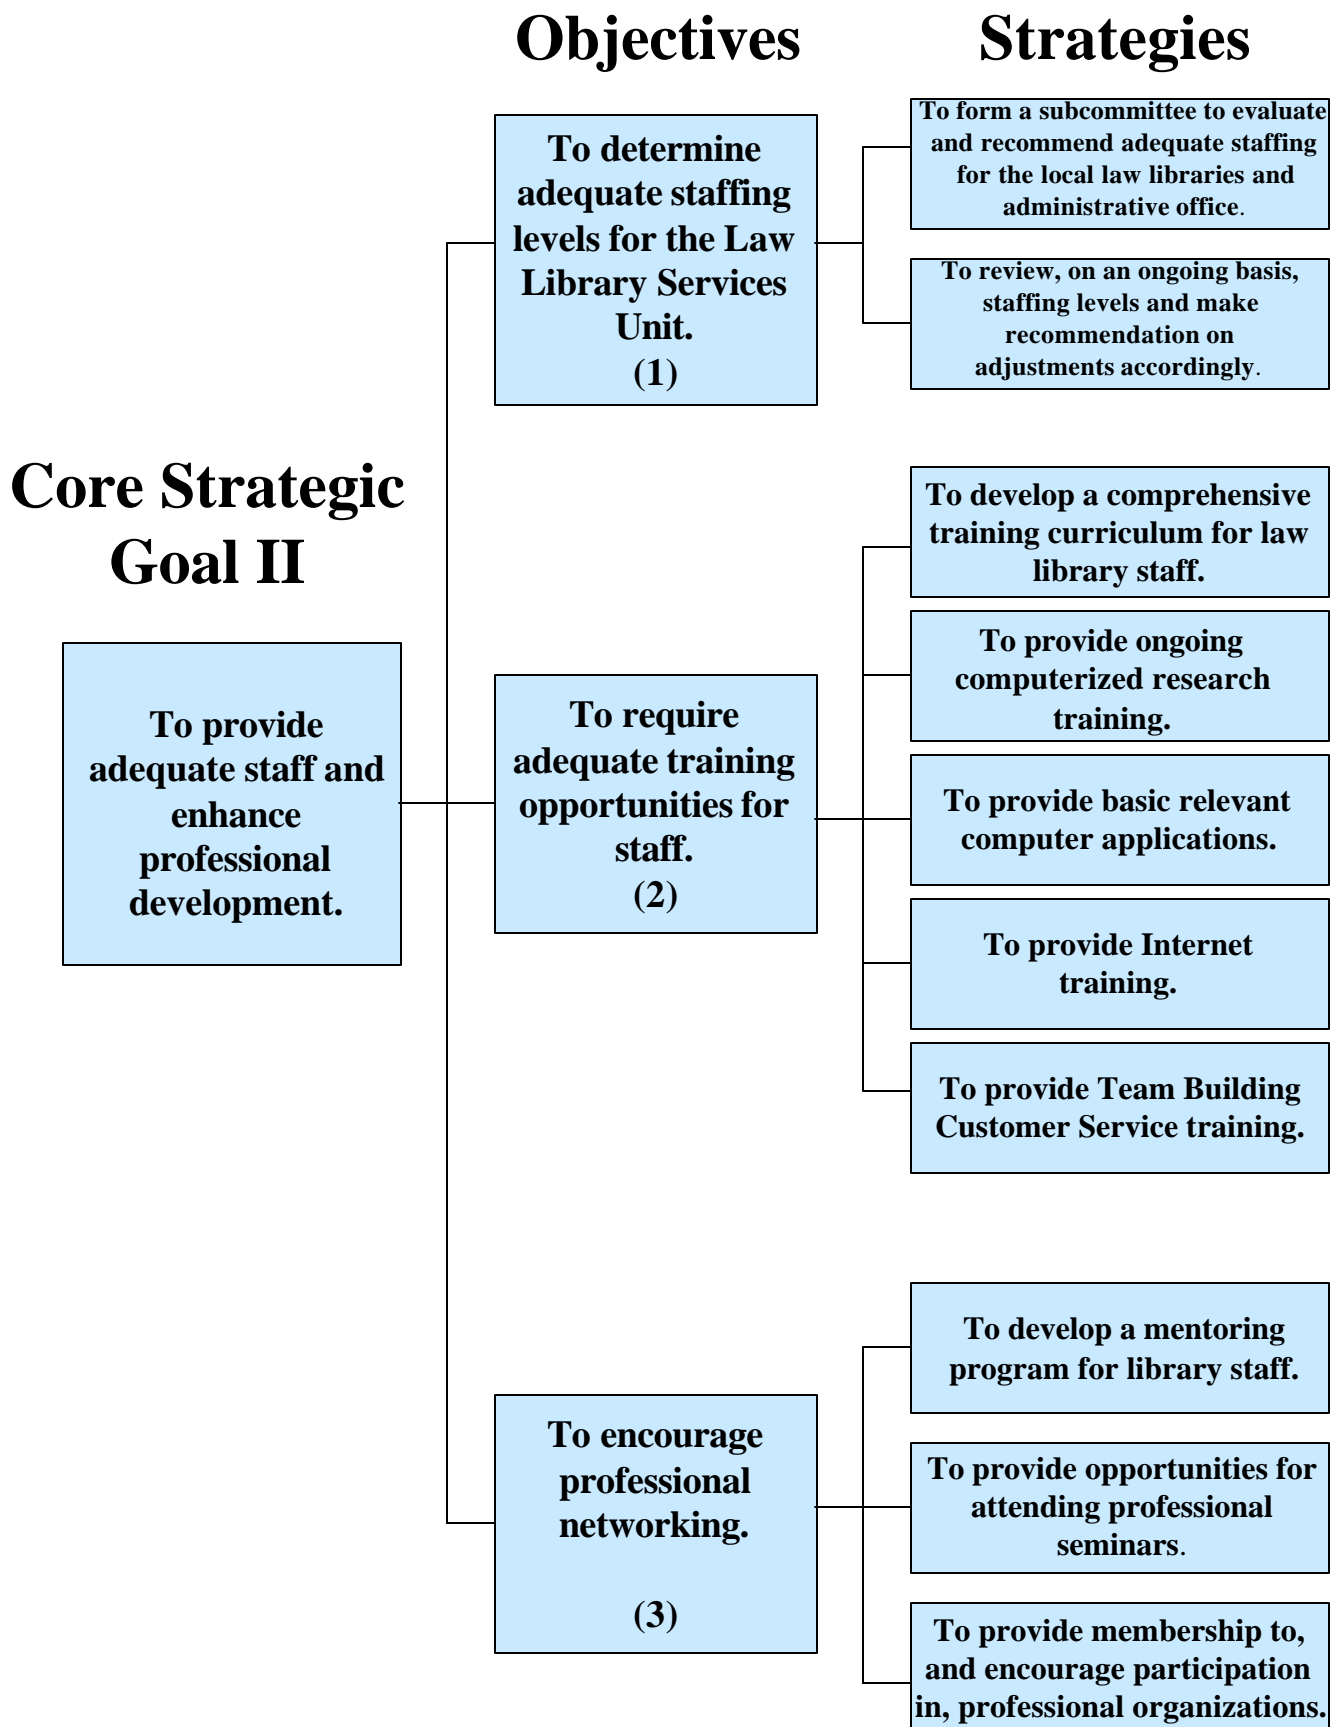 Objectives
Strategies
Core Strategic
Goal II
To provide
adequate staff and
enhance
professional
development.
To determine
adequate staffing
levels for the Law
Library Services
Unit.
(1)
To form a subcommittee to evaluate
and recommend adequate staffing
for the local law libraries and
administrative office.
To review, on an ongoing basis,
staffing levels and make
recommendation on
adjustments accordingly.
To require
adequate training
opportunities for
staff.
(2)
To develop a comprehensive
training curriculum for law
library staff.
To provide ongoing
computerized research
training.
To provide basic relevant
computer applications.
To provide Internet
training.
To provide Team Building
Customer Service training.
To encourage
professional
networking.
(3)
To develop a mentoring
program for library staff.
To provide opportunities for
attending professional
seminars.
To provide membership to,
and encourage participation
in, professional organizations.